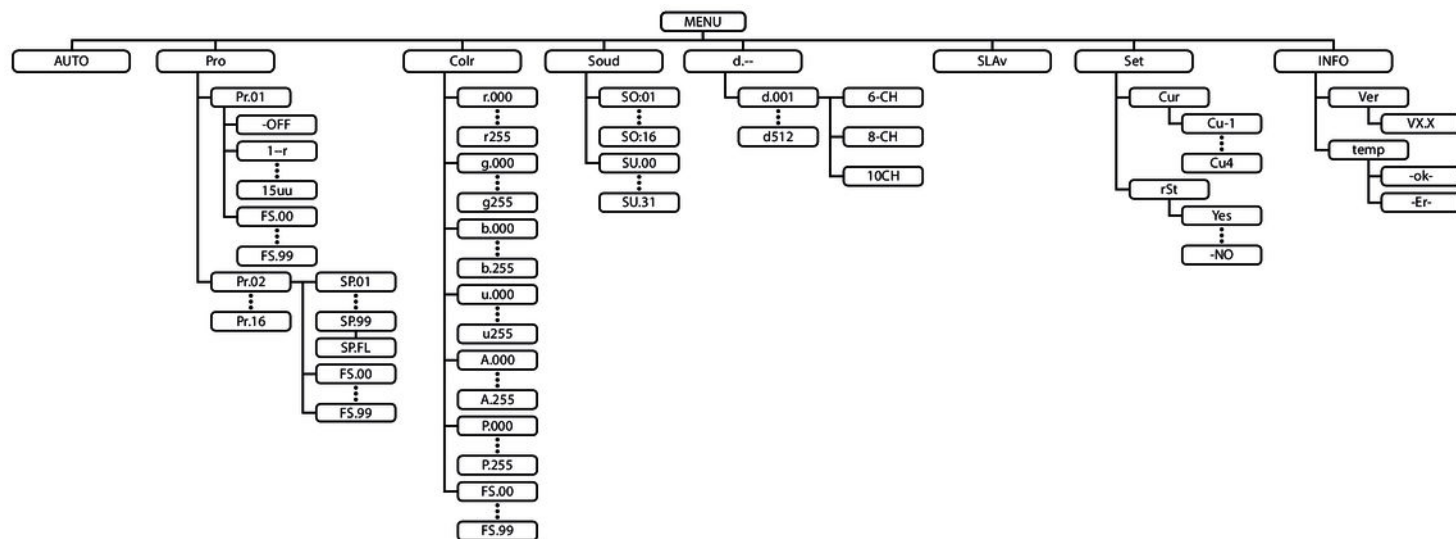 MENU
AUTO
Pro
Colr
Soud
d.--
SLAv
Set
INFO
Pr.01
-OFF
1--r
15uu
FS.00
FS.99
Pr.02
Pr.16
SP.01
SP.99
SP.FL
FS.00
FS.99
r.000
r255
g.000
g255
b.000
b.255
u.000
u255
A.000
A.255
P.000
P.255
FS.00
FS.99
SO:01
SO:16
SU.00
SU.31
d.001
d512
6-CH
8-CH
10CH
Cur
Cu-1
Cu4
rSt
Yes
-NO
Ver
VX.X
temp
-ok-
-Er-